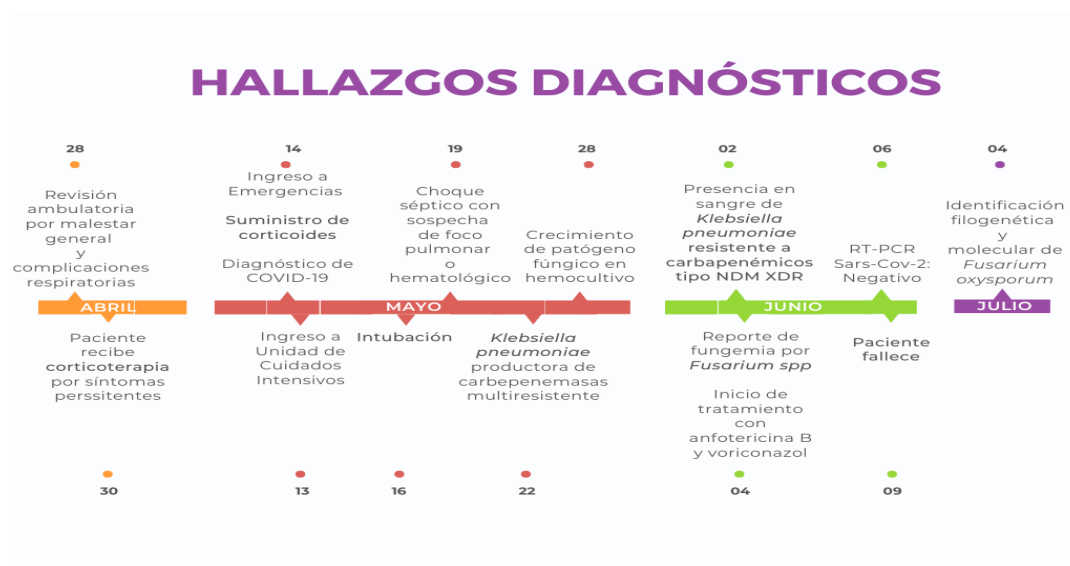 HALLAZGOS DIAGNÓSTICOS
28
Revisión
ambulatoria
por malestar
general
y
complicaciones
respiratorias
14
Ingreso a
Emergencias
Suministro de
corticoides
Diagnóstico de
COVID-19
19
Choque
séptico con
sospecha
de foco
pulmonar
o
hematológico
28
Crecimiento
de patógeno
fúngico en
hemocultivo
02
Presencia en
sangre de
Klebsiella
pneumoniae
resistente a
carbapenémicos
tipo NDM XDR
06
RT-PCR
Sars-Cov-2:
Negativo
04
Identificación
filogenética
y
molecular de
Fusarium
oxysporum
ABRIL
MAYO
JUNIO
JULIO
Paciente
recibe
corticoterapia
por síntomas
perssitentes
30
Ingreso a
Unidad de
Cuidados
Intensivos
13
Intubación
16
Klebsiella
pneumoniae
productora de
carbepenemasas
multiresistente
22
Reporte de
fungemia por
Fusarium spp
Inicio de
tratamiento
con
anfotericina B
y voriconazol
04
Paciente
fallece
09